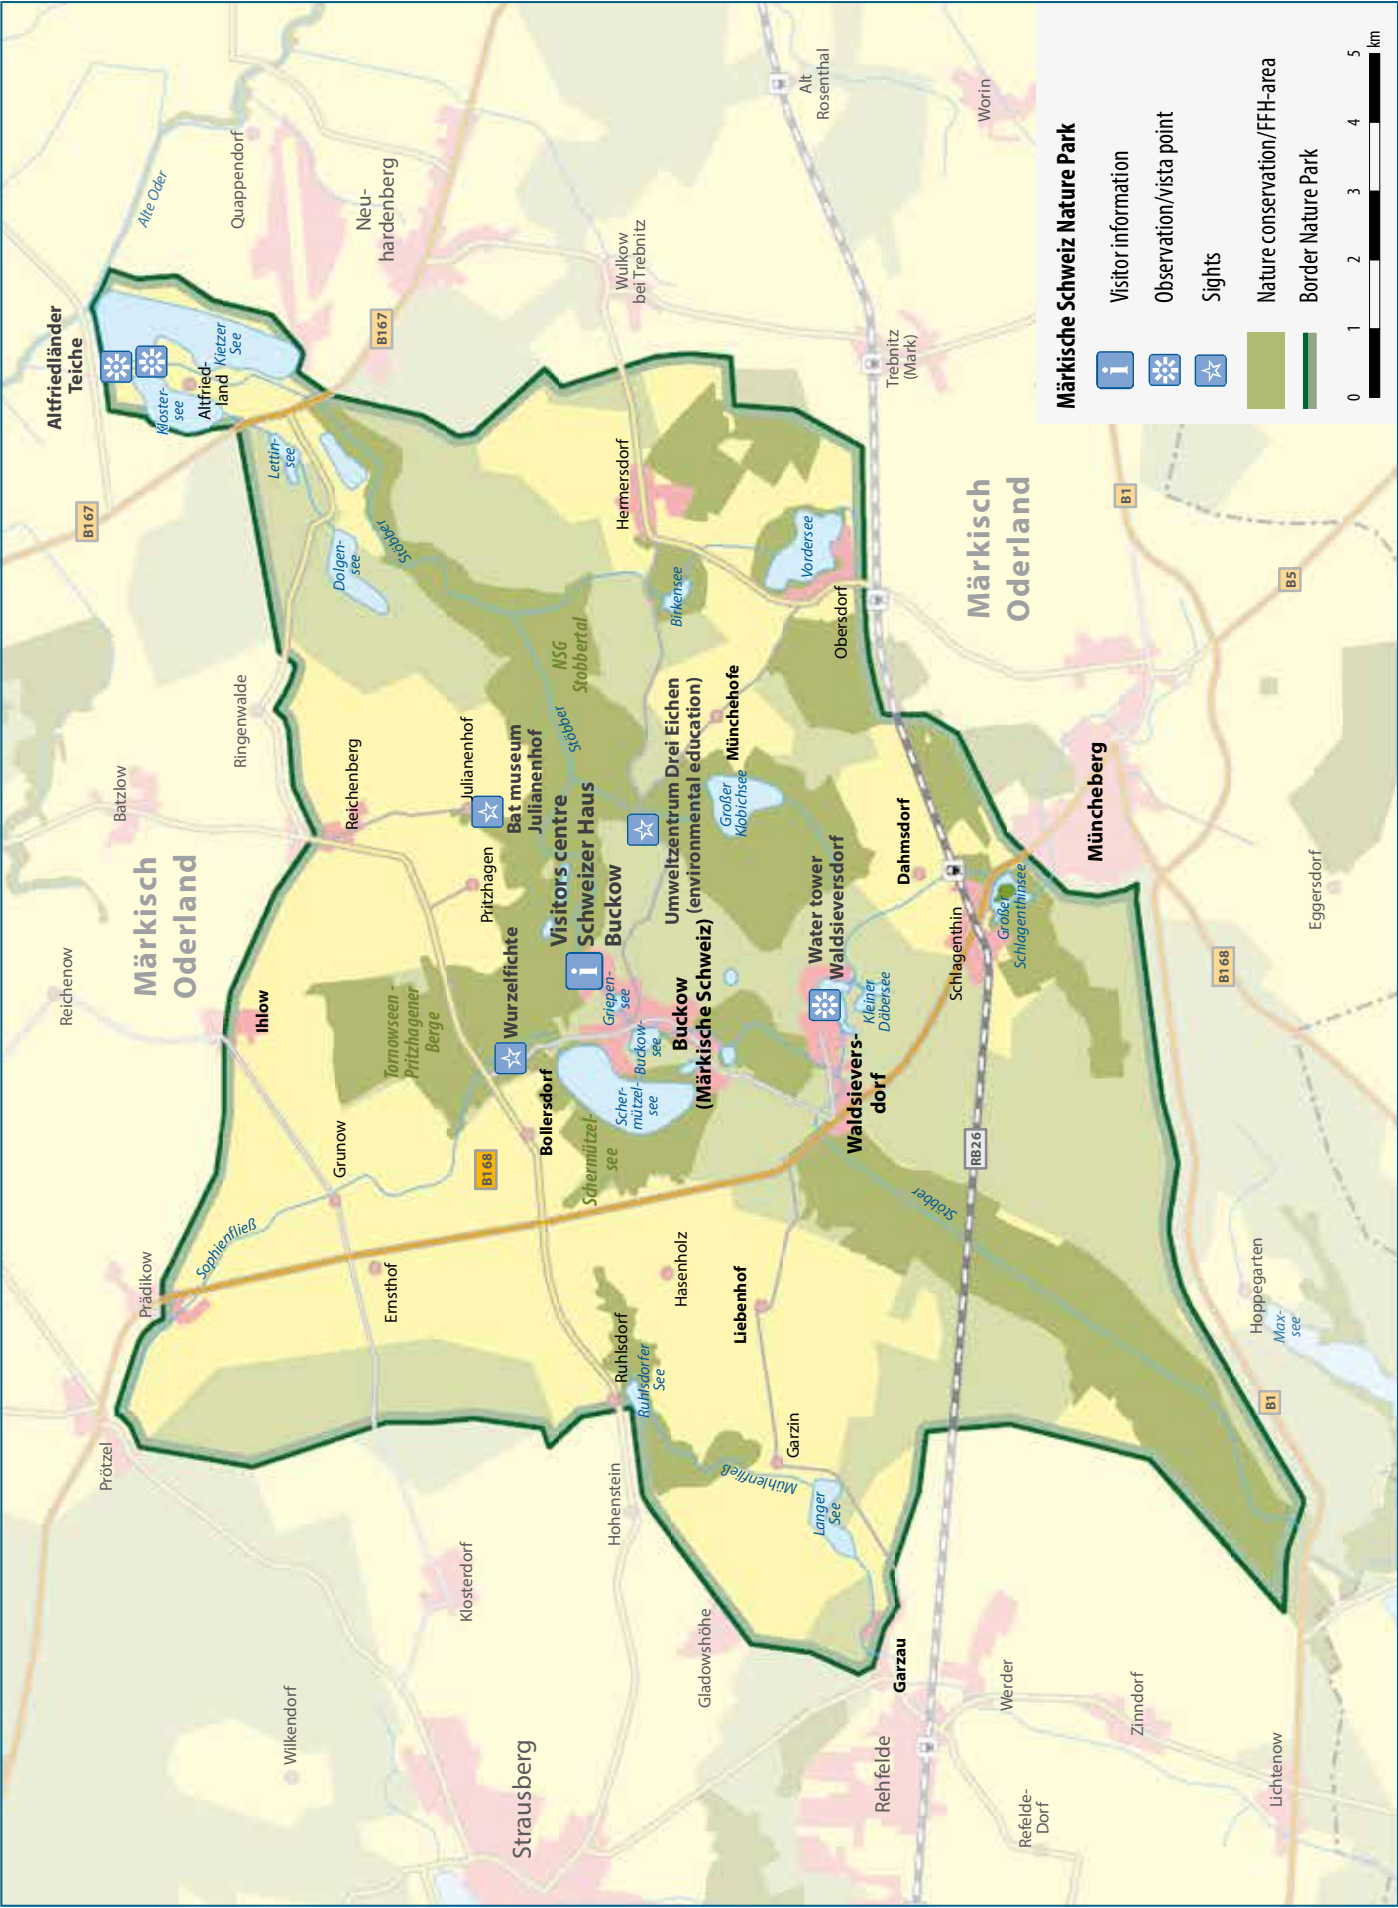 Prötzel
Prädikow
Reichenow
Batzlow
Märkisch
Oderland
Ringenwalde
B167
Altfriedländer
Teiche
Alte Oder
Quappendorf
Neu-
hardenberg
B167
Kloster-
see
Altfried-
land
Kietzer
See
Lettin-
see
Dolgen-
see
Stöbber
Wilkendorf
Klosterdorf
Strausberg
Hohenstein
Gladowshöhe
Sophienfließ
Grunow
Ernsthof
Ihlow
Reichenberg
Julianenhof
Pritzhagen
Bat museum
Julianenhof
Tornowseen -
Pritzhagener
Berge
Wurzelfichte
B168
Bollersdorf
Visitors centre
Schweizer Haus
Buckow
Schermützel-
see
Scher-
mützel-
see
Griepen-
see
Buckow-
see
Buckow
(Märkische Schweiz)
NSG
Stobbertal
Stöbber
Umweltzentrum Drei Eichen
(environmental education)
Hermersdorf
Wulkow
bei Trebnitz
Birkensee
Münchehofe
Großer
Klobichsee
Vordersee
Obersdorf
Trebnitz
(Mark)
Alt
Rosenthal
Worin
Ruhlsdorf
Ruhlsdorfer
See
Hasenholz
Liebenhof
Garzin
Mühlenfließ
Langer
See
Garzau
Rehfelde
Werder
Zinndorf
Refelde-
Dorf
Lichtenow
Water tower
Waldsieversdorf
Waldsievers-
dorf
Kleiner
Däbersee
Dahmsdorf
Schlagenthin
Großer
Schlagenthinsee
Stöbber
RB26
Müncheberg
Märkisch
Oderland
B1
B5
B168
Eggersdorf
Hoppegarten
Max-
see
B1
Märkische Schweiz Nature Park
Visitor information
Observation/vista point
Sights
Nature conservation/FFH-area
Border Nature Park
0 1 2 3 4 5
km